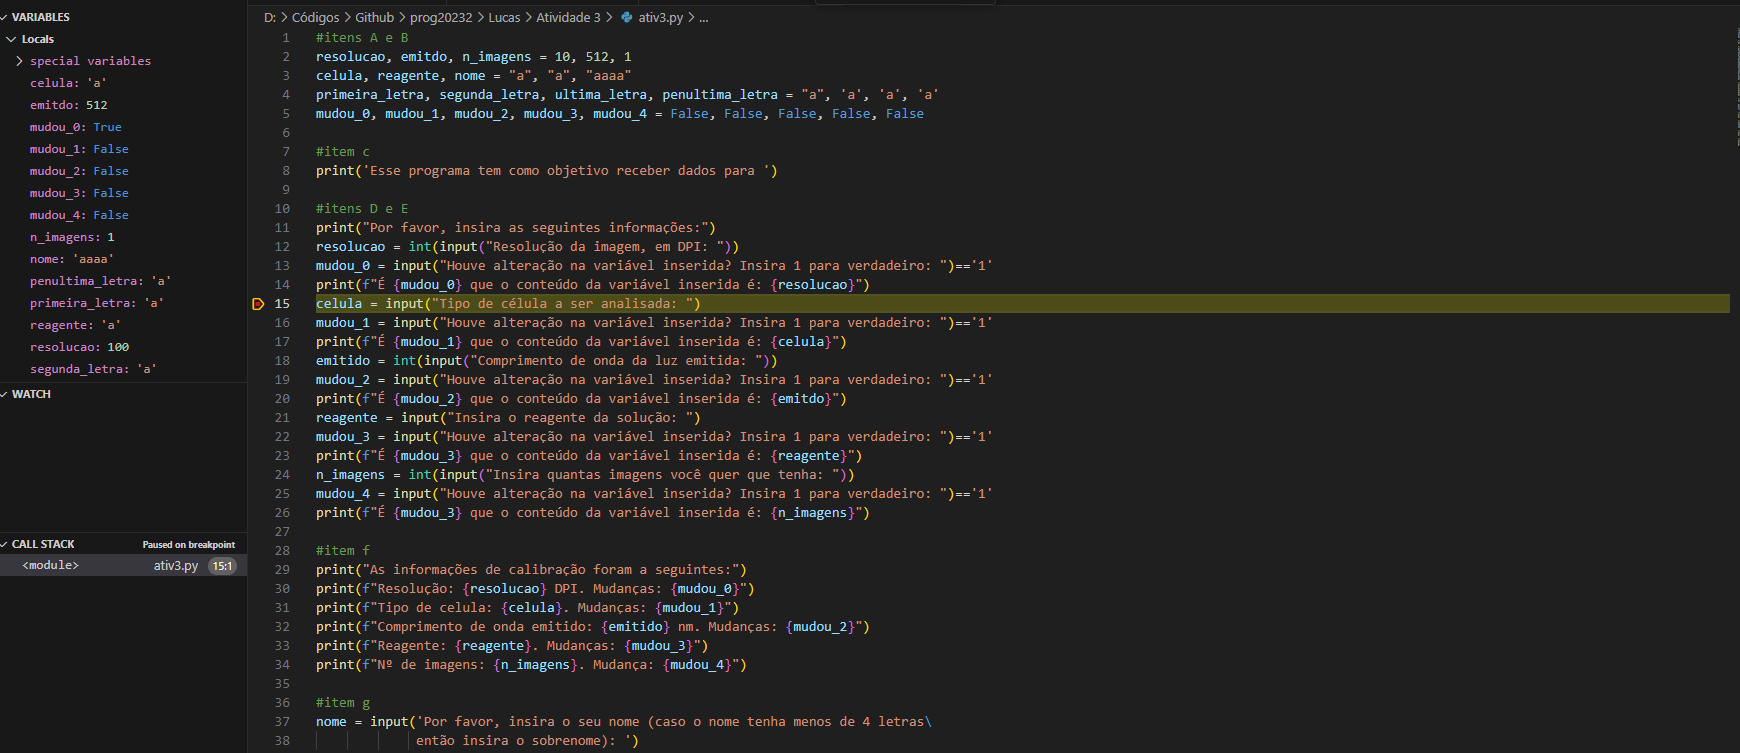 VARIABLES
Locals
special variables
celula: 'a'
emitdo: 512
mudou_0: True
mudou_1: False
mudou_2: False
mudou_3: False
mudou_4: False
n_imagens: 1
nome: 'aaaa'
penultima_letra: 'a'
primeira_letra: 'a'
reagente: 'a'
resolucao: 100
segunda_letra: 'a'
WATCH
CALL STACK Paused on breakpoint
<module> ativ3.py 15:1
D: > Códigos > Github > prog20232 > Lucas > Atividade 3 > ativ3.py > ...
1 #itens A e B
2 resolucao, emitdo, n_imagens = 10, 512, 1
3 celula, reagente, nome = "a", "a", "aaaa"
4 primeira_letra, segunda_letra, ultima_letra, penultima_letra = "a", 'a', 'a', 'a'
5 mudou_0, mudou_1, mudou_2, mudou_3, mudou_4 = False, False, False, False, False
6
7 #item c
8 print('Esse programa tem como objetivo receber dados para ')
9
10 #itens D e E
11 print("Por favor, insira as seguintes informações:")
12 resolucao = int(input("Resolução da imagem, em DPI: "))
13 mudou_0 = input("Houve alteração na variável inserida? Insira 1 para verdadeiro: ")=='1'
14 print(f"É {mudou_0} que o conteúdo da variável inserida é: {resolucao}")
15 celula = input("Tipo de célula a ser analisada: ")
16 mudou_1 = input("Houve alteração na variável inserida? Insira 1 para verdadeiro: ")=='1'
17 print(f"É {mudou_1} que o conteúdo da variável inserida é: {celula}")
18 emitido = int(input("Comprimento de onda da luz emitida: "))
19 mudou_2 = input("Houve alteração na variável inserida? Insira 1 para verdadeiro: ")=='1'
20 print(f"É {mudou_2} que o conteúdo da variável inserida é: {emitdo}")
21 reagente = input("Insira o reagente da solução: ")
22 mudou_3 = input("Houve alteração na variável inserida? Insira 1 para verdadeiro: ")=='1'
23 print(f"É {mudou_3} que o conteúdo da variável inserida é: {reagente}")
24 n_imagens = int(input("Insira quantas imagens você quer que tenha: "))
25 mudou_4 = input("Houve alteração na variável inserida? Insira 1 para verdadeiro: ")=='1'
26 print(f"É {mudou_3} que o conteúdo da variável inserida é: {n_imagens}")
27
28 #item f
29 print("As informações de calibração foram a seguintes:")
30 print(f"Resolução: {resolucao} DPI. Mudanças: {mudou_0}")
31 print(f"Tipo de celula: {celula}. Mudanças: {mudou_1}")
32 print(f"Comprimento de onda emitido: {emitido} nm. Mudanças: {mudou_2}")
33 print(f"Reagente: {reagente}. Mudanças: {mudou_3}")
34 print(f"Nº de imagens: {n_imagens}. Mudança: {mudou_4}")
35
36 #item g
37 nome = input('Por favor, insira o seu nome (caso o nome tenha menos de 4 letras\
38 então insira o sobrenome): ')